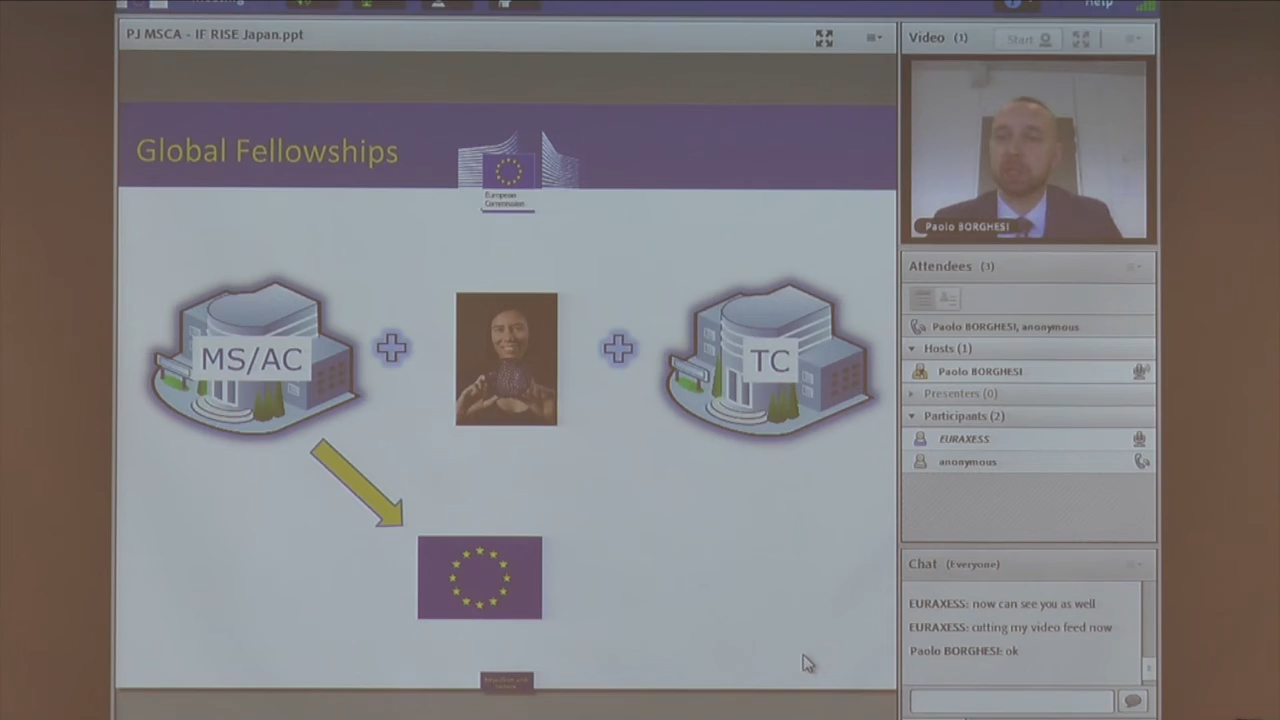 Help
PJ MSCA - IF RISE Japan.ppt
Video (1)
Start
Global Fellowships
European
Commission
Paolo BORGHESI
Attendees (3)
Paolo BORGHESI, anonymous
Hosts (1)
Paolo BORGHESI
Presenters (0)
Participants (2)
EURAXESS
anonymous
MS/AC
TC
Chat (Everyone)
EURAXESS: now can see you as well
EURAXESS: cutting my video feed now
Paolo BORGHESI: ok